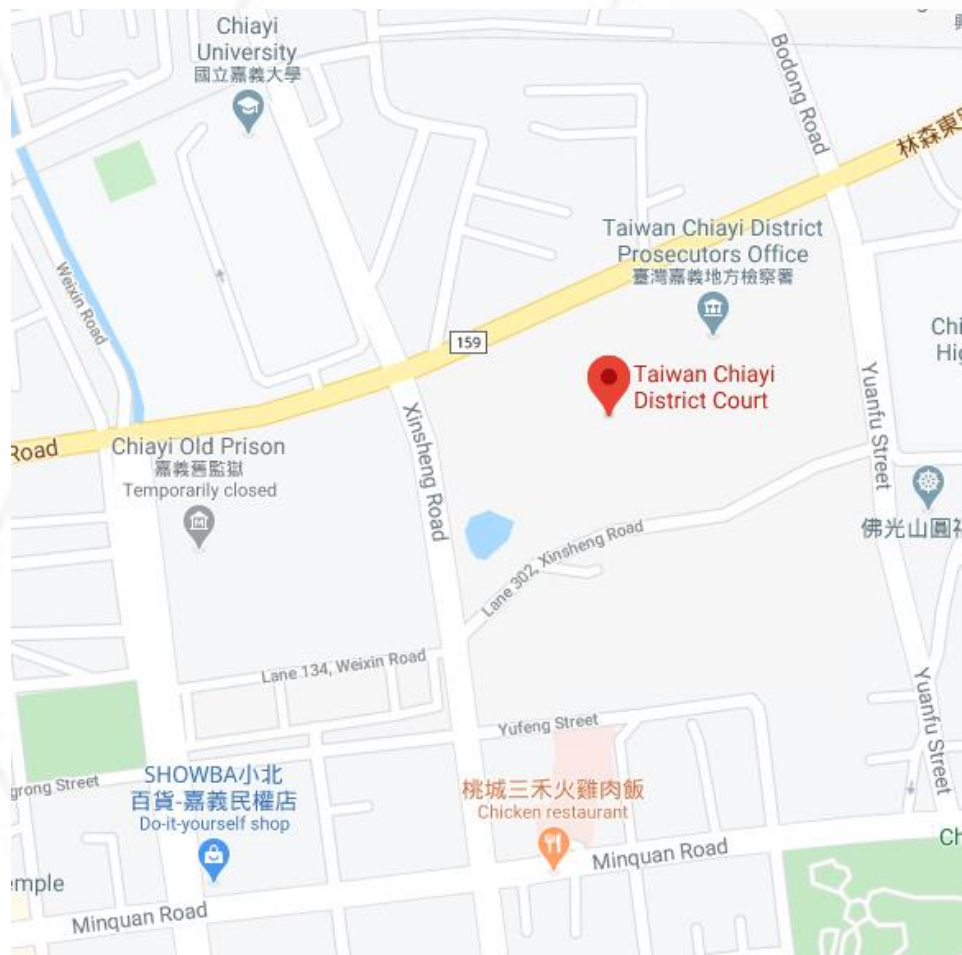 Chiayi
University
國立嘉義大學
Bodong Road
林森東
Weixin Road
Taiwan Chiayi District
Prosecutors Office
臺灣嘉義地方檢察署
159
Chi
Hig
Taiwan Chiayi
District Court
Yuanfu Street
Xinsheng Road
Road
Chiayi Old Prison
嘉義舊監獄
Temporarily closed
佛光山圓
Lane 302, Xinsheng Road
Lane 134, Weixin Road
Yuanfu Street
Yufeng Street
grong Street
SHOWBA小北
百貨-嘉義民權店
Do-it-yourself shop
桃城三禾火雞肉飯
Chicken restaurant
Ch
Minquan Road
emple
Minquan Road